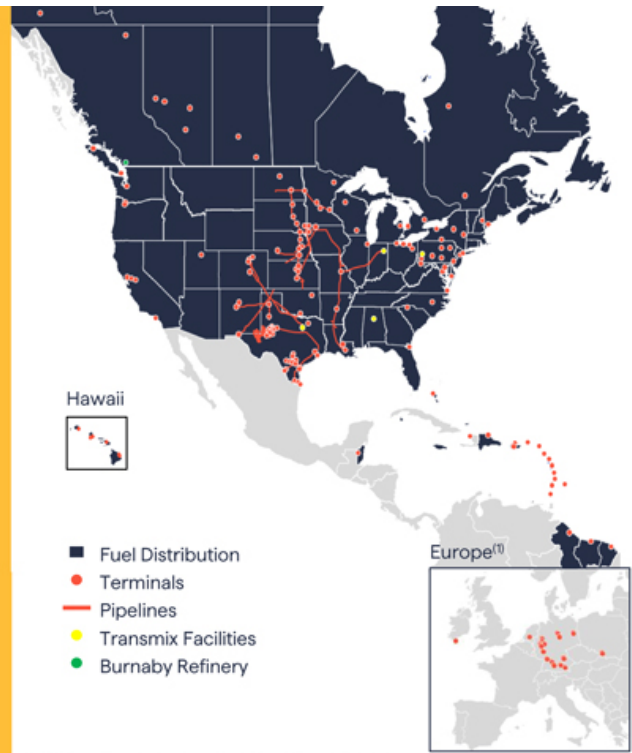 Hawaii
Fuel Distribution
Terminals
Pipelines
Transmix Facilities
Burnaby Refinery
Europe(1)